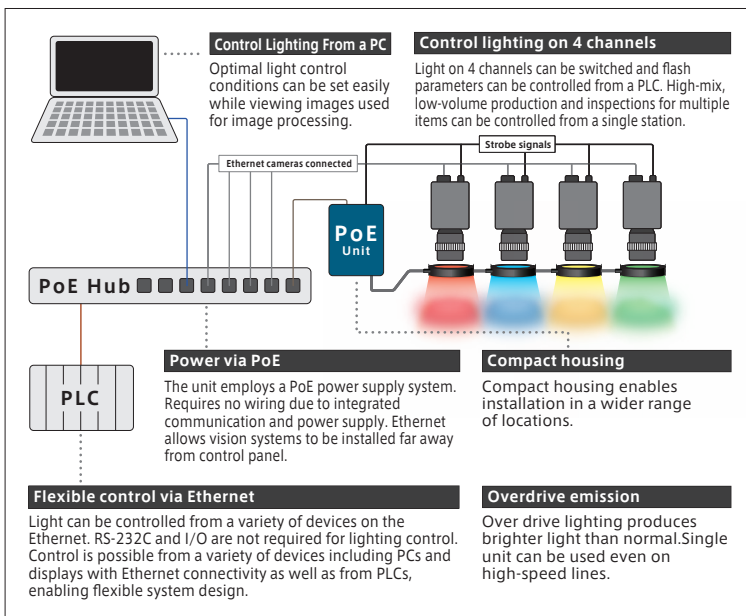 Control Lighting From a PC
Optimal light control
conditions can be set easily
while viewing images used
for image processing.
Control lighting on 4 channels
Light on 4 channels can be switched and flash
parameters can be controlled from a PLC. High-mix,
low-volume production and inspections for multiple
items can be controlled from a single station.
Strobe signals
Ethernet cameras connected
PoE
Unit
PoE Hub
PLC
Power via PoE
The unit employs a PoE power supply system.
Requires no wiring due to integrated
communication and power supply. Ethernet
allows vision systems to be installed far away
from control panel.
Compact housing
Compact housing enables
installation in a wider range
of locations.
Flexible control via Ethernet
Light can be controlled from a variety of devices on the
Ethernet. RS-232C and I/O are not required for lighting control.
Control is possible from a variety of devices including PCs and
displays with Ethernet connectivity as well as from PLCs,
enabling flexible system design.
Overdrive emission
Over drive lighting produces
brighter light than normal.Single
unit can be used even on
high-speed lines.